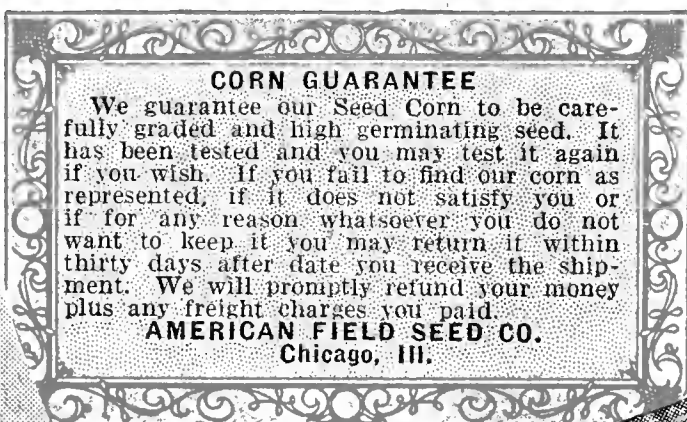 CORN GUARANTEE
We guarantee our Seed Corn to be care-
fully graded and high germinating seed. It
has been tested and you may test it again
if you wish. If you fail to find our corn as
represented, if it does not satisfy you or
if for any reason whatsoever you do not
want to keep it you may return it within
thirty days after date you receive the ship-
ment. We will promptly refund your money
plus any freight charges you paid.
AMERICAN FIELD SEED CO.
Chicago, Ill.